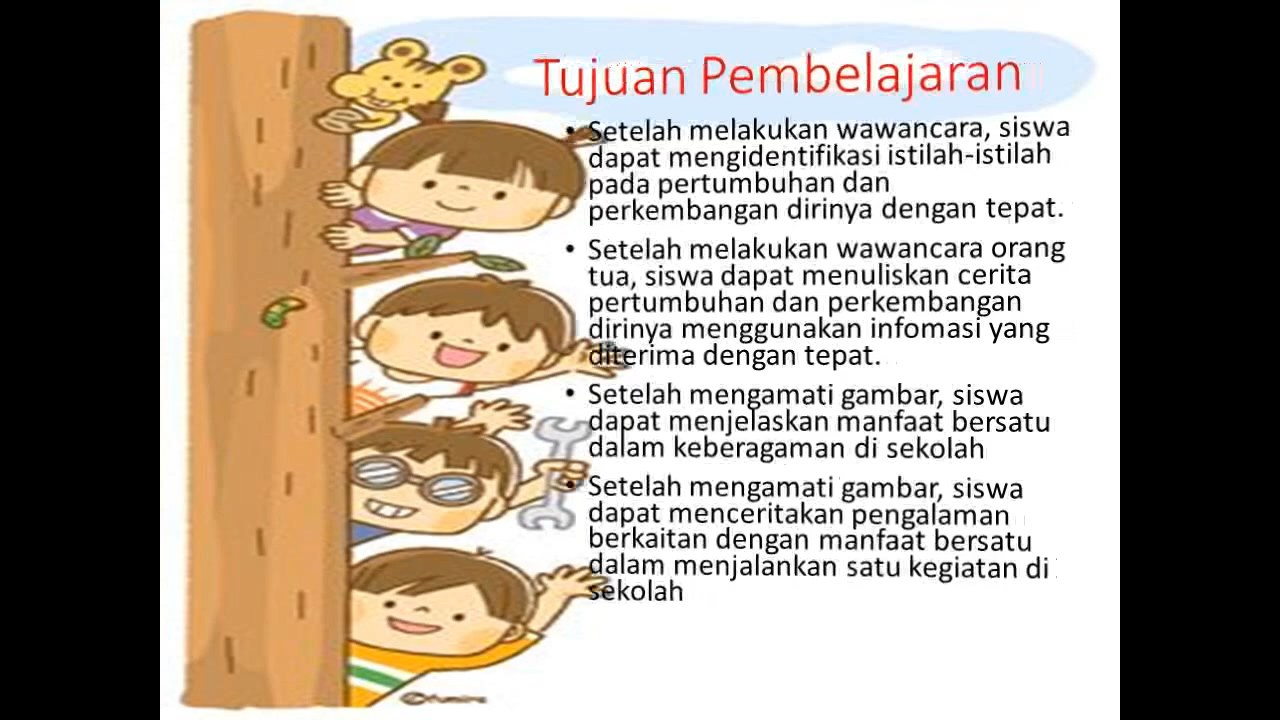 Tujuan Pembelajaran
• Setelah melakukan wawancara, siswa
dapat mengidentifikasi istilah-istilah
pada pertumbuhan dan
perkembangan dirinya dengan tepat.
• Setelah melakukan wawancara orang
tua, siswa dapat menuliskan cerita
pertumbuhan dan perkembangan
dirinya menggunakan infomasi yang
diterima dengan tepat.
• Setelah mengamati gambar, siswa
dapat menjelaskan manfaat bersatu
dalam keberagaman di sekolah
• Setelah mengamati gambar, siswa
dapat menceritakan pengalaman
berkaitan dengan manfaat bersatu
dalam menjalankan satu kegiatan di
sekolah